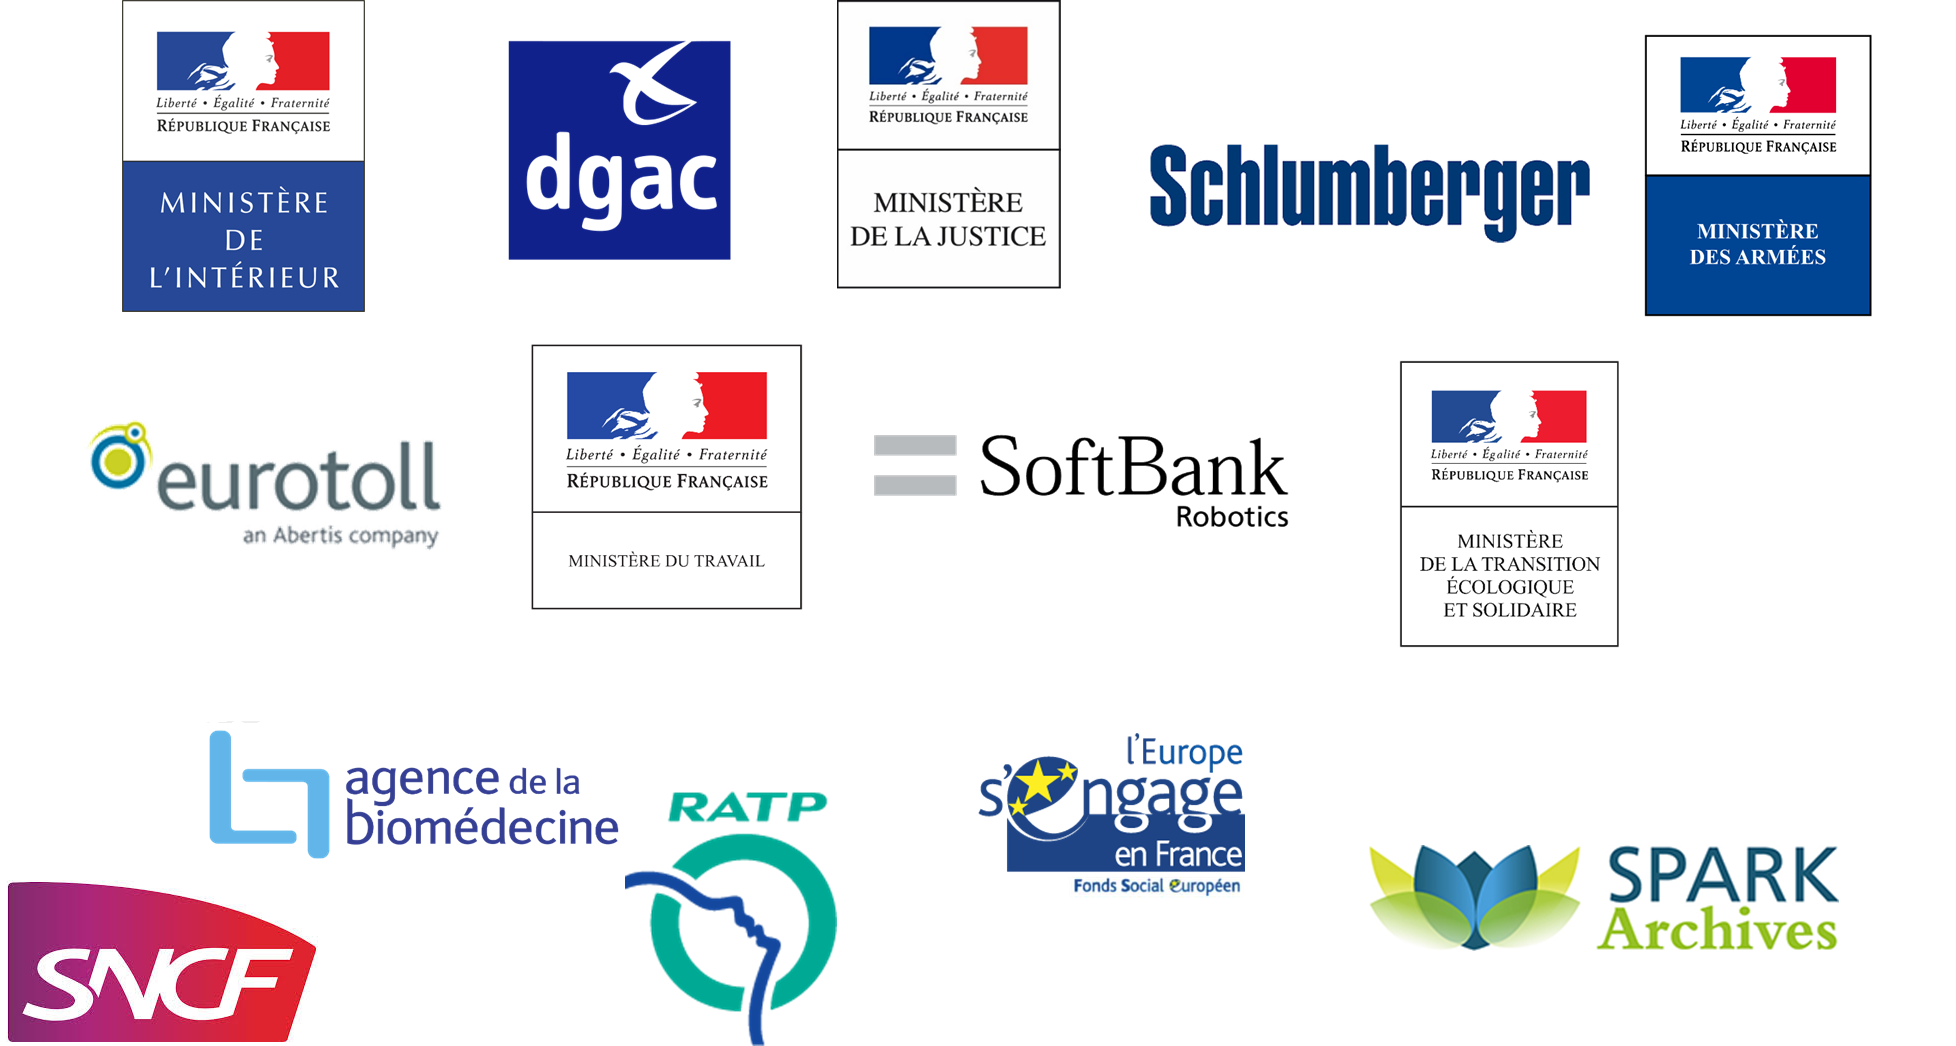 Liberté • Égalité • Fraternité
RÉPUBLIQUE FRANÇAISE
MINISTÈRE
DE
L'INTÉRIEUR
dgac
Liberté • Égalité • Fraternité
RÉPUBLIQUE FRANÇAISE
MINISTÈRE
DE LA JUSTICE
Schlumberger
Liberté • Égalité • Fraternité
RÉPUBLIQUE FRANÇAISE
MINISTÈRE
DES ARMÉES
eurotoll
an Abertis company
Liberté • Égalité • Fraternité
RÉPUBLIQUE FRANÇAISE
MINISTÈRE DU TRAVAIL
SoftBank
Robotics
Liberté • Égalité • Fraternité
RÉPUBLIQUE FRANÇAISE
MINISTÈRE
DE LA TRANSITION
ÉCOLOGIQUE
ET SOLIDAIRE
agence de la
biomédecine
RATP
l'Europe
s'engage
en France
Fonds Social européen
SPARK
Archives
SNCF